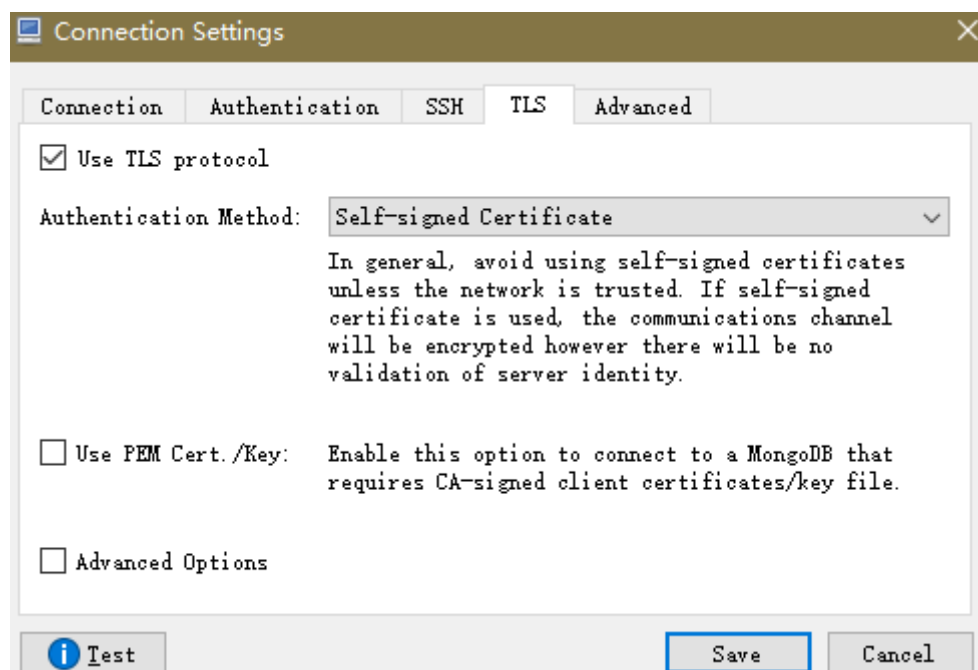 Connection Settings
Connection Authentication SSH TLS Advanced
Use TLS protocol
Authentication Method: Self-signed Certificate
In general, avoid using self-signed certificates
unless the network is trusted. If self-signed
certificate is used, the communications channel
will be encrypted however there will be no
validation of server identity.
Use PEM Cert./Key: Enable this option to connect to a MongoDB that
requires CA-signed client certificates/key file.
Advanced Options
Test Save Cancel